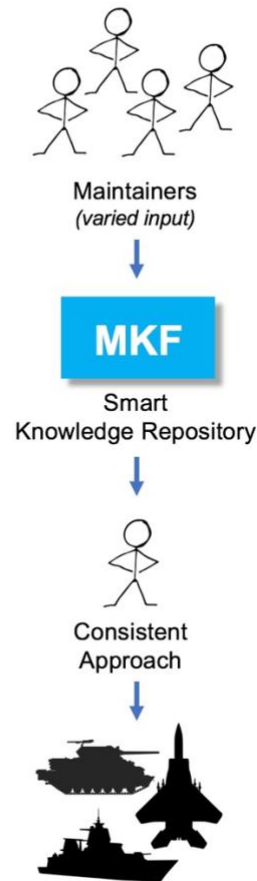 Maintainers
(varied input)
MKF
Smart
Knowledge Repository
Consistent
Approach